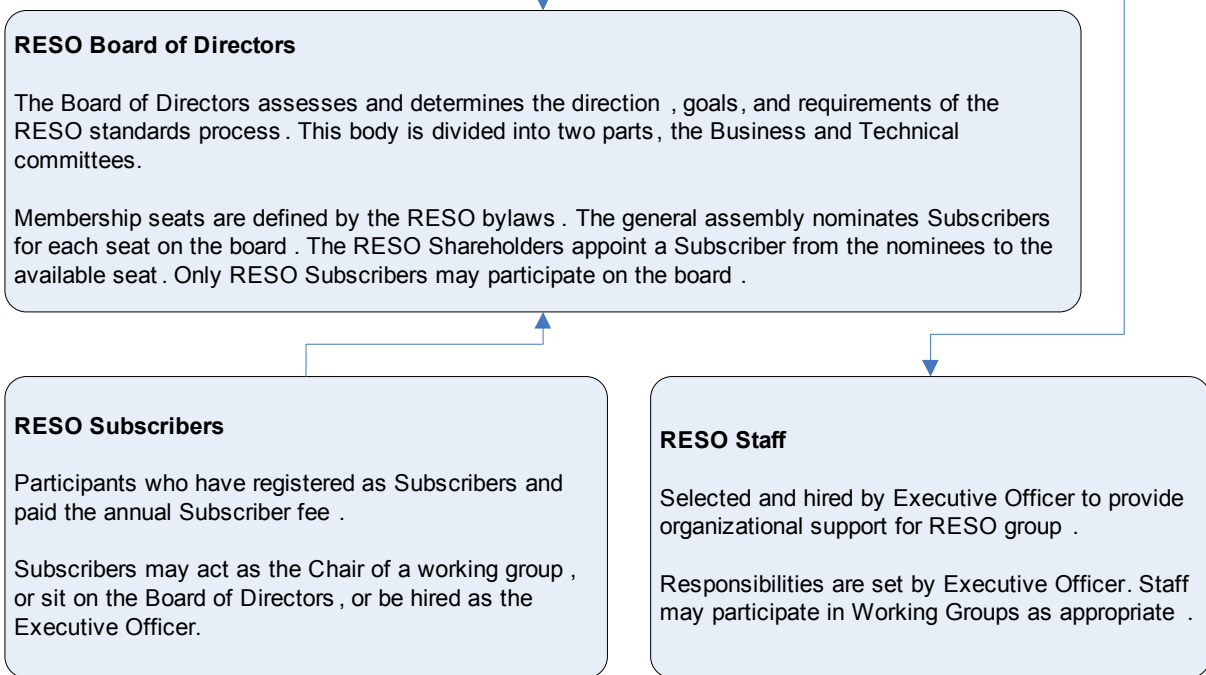 RESO Board of Directors
The Board of Directors assesses and determines the direction , goals, and requirements of the
RESO standards process . This body is divided into two parts , the Business and Technical
committees.
Membership seats are defined by the RESO bylaws . The general assembly nominates Subscribers
for each seat on the board . The RESO Shareholders appoint a Subscriber from the nominees to the
available seat . Only RESO Subscribers may participate on the board .
RESO Subscribers
Participants who have registered as Subscribers and
paid the annual Subscriber fee .
Subscribers may act as the Chair of a working group ,
or sit on the Board of Directors , or be hired as the
Executive Officer.
RESO Staff
Selected and hired by Executive Officer to provide
organizational support for RESO group .
Responsibilities are set by Executive Officer. Staff
may participate in Working Groups as appropriate .